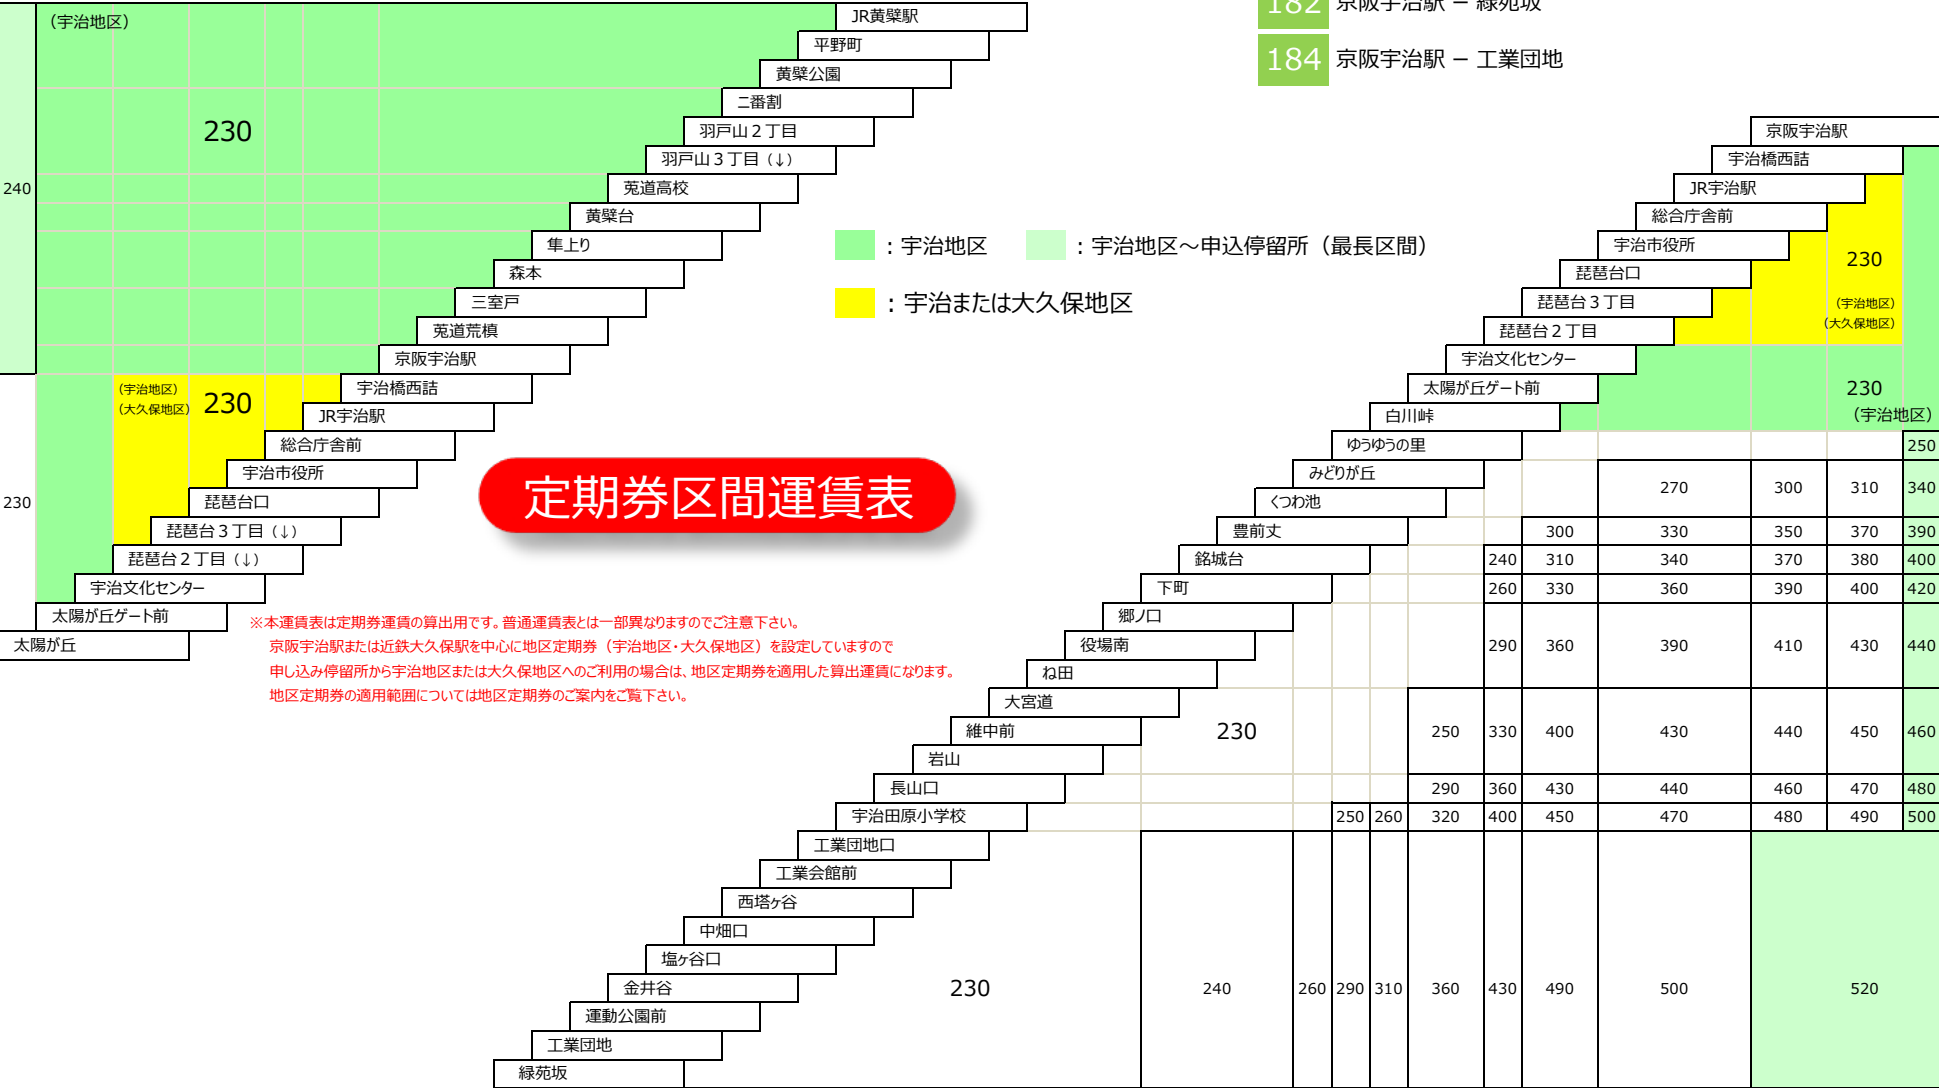 182 京阪宇治駅 − 緑苑坂
184 京阪宇治駅 − 工業団地
(宇治地区)
JR黄檗駅
平野町
黄檗公園
二番割
230
羽戸山2丁目
羽戸山3丁目(↓)
240
菟道高校
黄檗台
隼上り
森本
三室戸
菟道荒槙
京阪宇治駅
(宇治地区)
(大久保地区)
230
宇治橋西詰
JR宇治駅
総合庁舎前
宇治市役所
230
琵琶台口
琵琶台3丁目(↓)
琵琶台2丁目(↓)
宇治文化センター
太陽が丘ゲート前
太陽が丘
:宇治地区
:宇治地区~申込停留所(最長区間)
:宇治または大久保地区
定期券区間運賃表
※本運賃表は定期券運賃の算出用です。普通運賃表とは一部異なりますのでご注意下さい。
京阪宇治駅または近鉄大久保駅を中心に地区定期券(宇治地区・大久保地区)を設定していますので
申し込み停留所から宇治地区または大久保地区へのご利用の場合は、地区定期券を適用した算出運賃になります。
地区定期券の適用範囲については地区定期券のご案内をご覧下さい。
京阪宇治駅
宇治橋西詰
JR宇治駅
総合庁舎前
宇治市役所
230
琵琶台口
琵琶台3丁目
(宇治地区)
(大久保地区)
琵琶台2丁目
宇治文化センター
太陽が丘ゲート前
230
白川峠
(宇治地区)
ゆうゆうの里 250
みどりが丘
270 300 310 340
くつわ池
豊前丈 300 330 350 370 390
銘城台 240 310 340 370 380 400
下町 260 330 360 390 400 420
郷ノ口
役場南 290 360 390 410 430 440
ね田
大宮道
維中前 230 250 330 400 430 440 450 460
岩山
長山口 290 360 430 440 460 470 480
宇治田原小学校 250 260 320 400 450 470 480 490 500
工業団地口
工業会館前
西塔ヶ谷
中畑口
塩ヶ谷口
金井谷 230 240 260 290 310 360 430 490 500 520
運動公園前
工業団地
緑苑坂